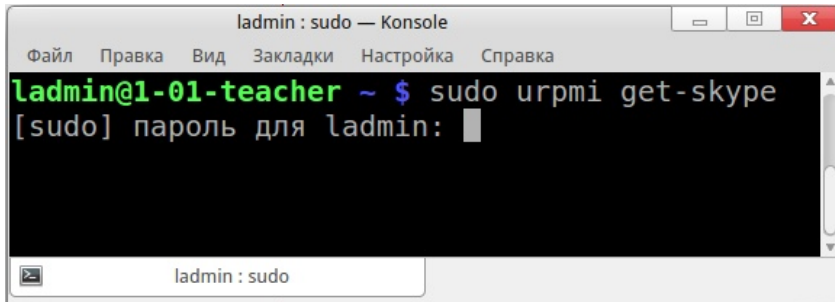 ladmin : sudo — Konsole
Файл Правка Вид Закладки Настройка Справка
ladmin@1-01-teacher ~ $ sudo urpmi get-skype
[sudo] пароль для ladmin:
ladmin : sudo